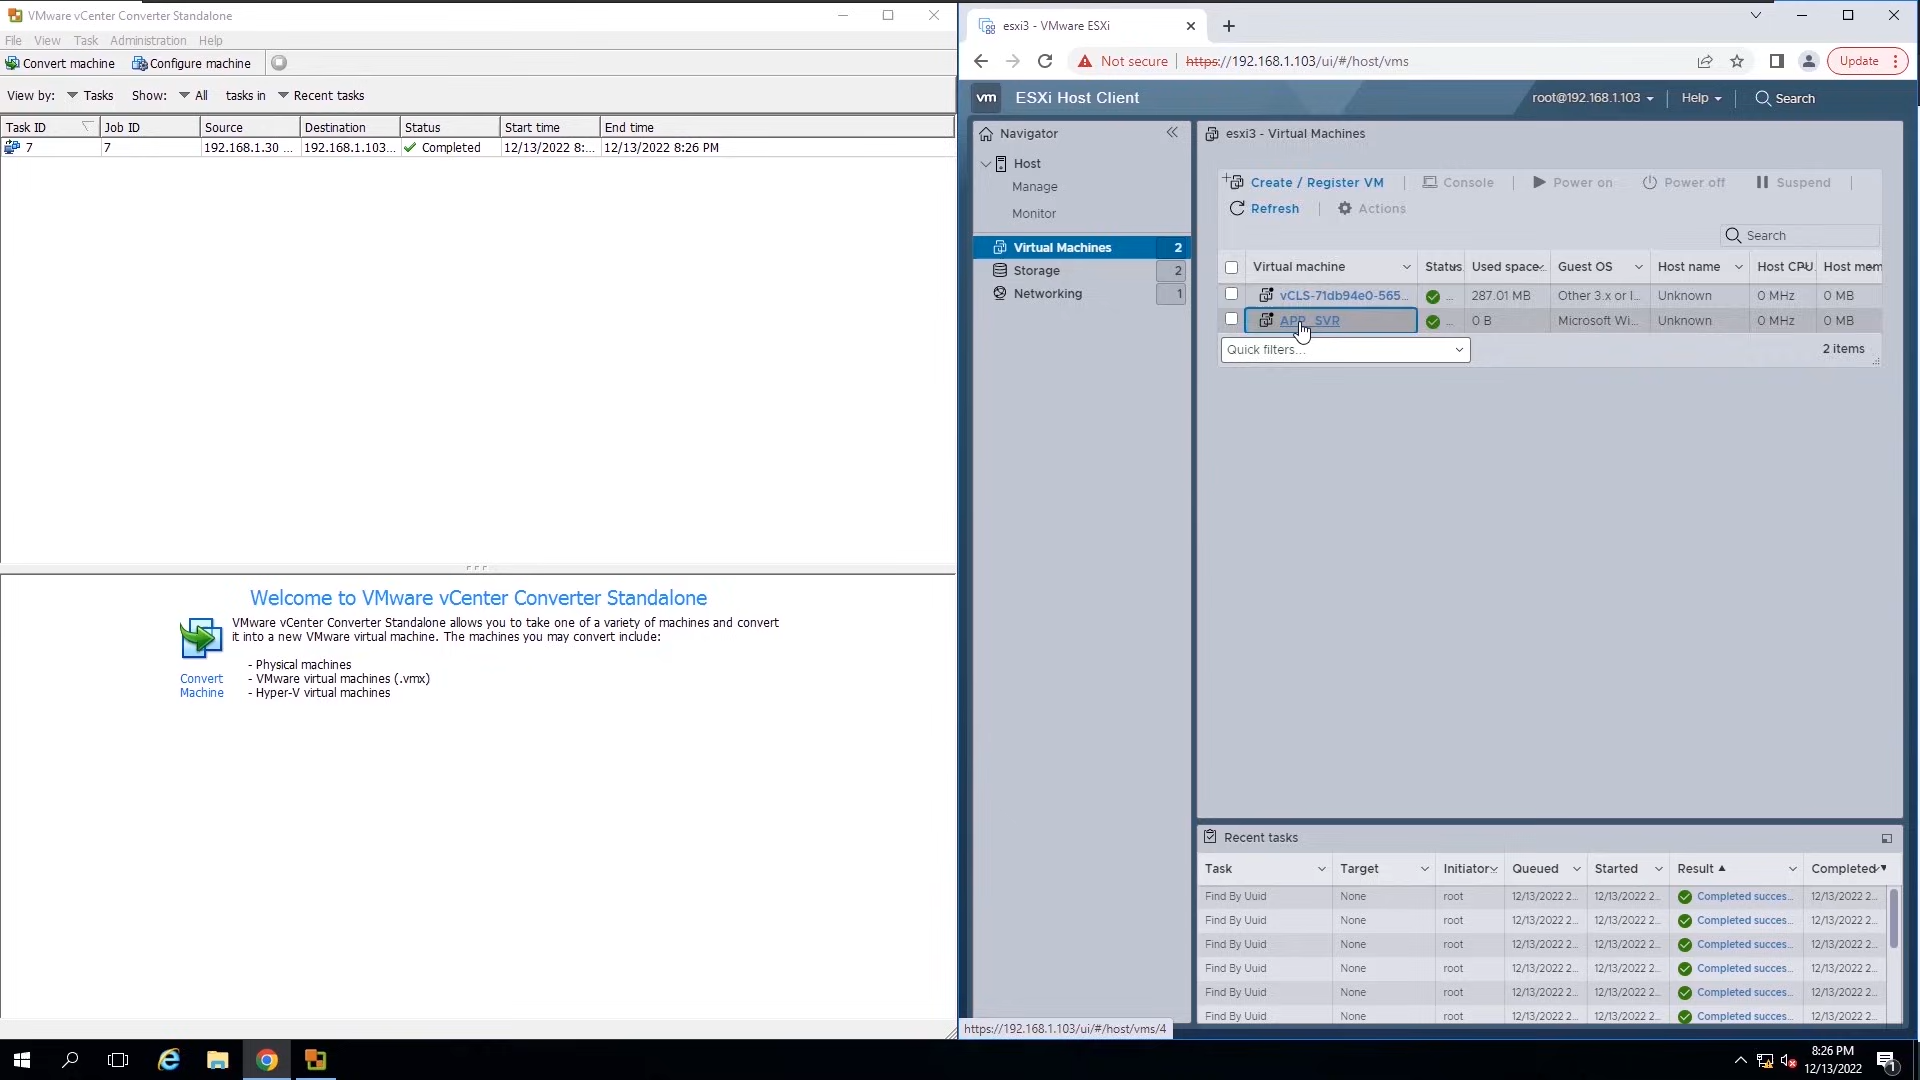 VMware vCenter Converter Standalone
File View Task Administration Help
Convert machine Configure machine
View by: Tasks Show: All tasks in Recent tasks
Task ID Job ID Source Destination Status Start time End time
7 7 192.168.1.30 ... 192.168.1.103... Completed 12/13/2022 8:... 12/13/2022 8:26 PM
Welcome to VMware vCenter Converter Standalone
VMware vCenter Converter Standalone allows you to take one of a variety of machines and convert
it into a new VMware virtual machine. The machines you may convert include:
- Physical machines
- VMware virtual machines (.vmx)
- Hyper-V virtual machines
Convert
Machine
esxi3 - VMware ESXi
Not secure https://192.168.1.103/ui/#/host/vms Update
vm ESXi Host Client root@192.168.1.103 Help Search
Navigator
Host
Manage
Monitor
Virtual Machines 2
Storage 2
Networking 1
esxi3 - Virtual Machines
Create / Register VM Console Power on Power off Suspend
Refresh Actions
Search
Virtual machine Status Used space Guest OS Host name Host CPU Host mem
vCLS-71db94e0-565... ... 287.01 MB Other 3.x or l... Unknown 0 MHz 0 MB
APP_SVR ... 0 B Microsoft Wi... Unknown 0 MHz 0 MB
Quick filters... 2 items
Recent tasks
Task Target Initiator Queued Started Result Completed
Find By Uuid None root 12/13/2022 2... 12/13/2022 2... Completed succes... 12/13/2022 2...
Find By Uuid None root 12/13/2022 2... 12/13/2022 2... Completed succes... 12/13/2022 2...
Find By Uuid None root 12/13/2022 2... 12/13/2022 2... Completed succes... 12/13/2022 2...
Find By Uuid None root 12/13/2022 2... 12/13/2022 2... Completed succes... 12/13/2022 2...
Find By Uuid None root 12/13/2022 2... 12/13/2022 2... Completed succes... 12/13/2022 2...
Find By Uuid None root 12/13/2022 2... 12/13/2022 2... Completed succes... 12/13/2022 2...
https://192.168.1.103/ui/#/host/vms/4
8:26 PM
12/13/2022
1